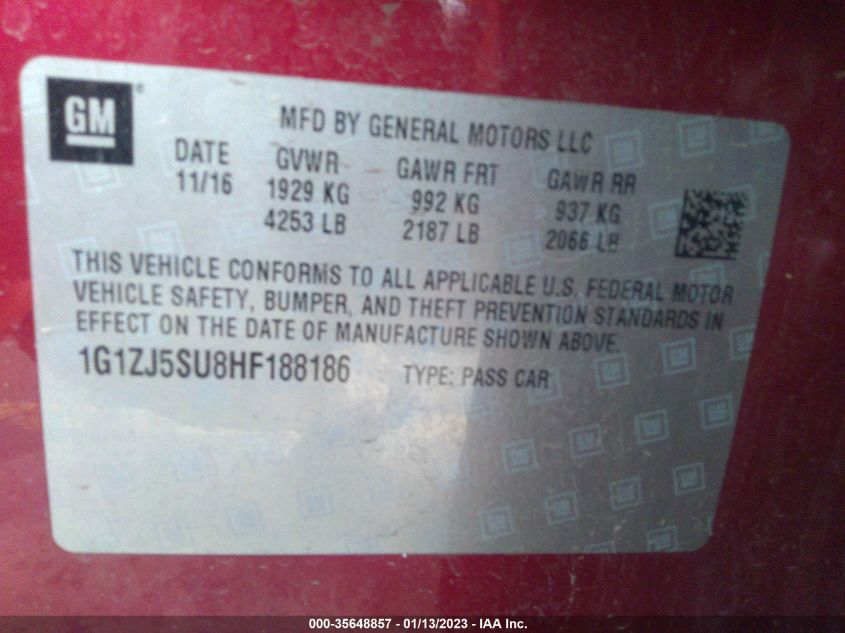 GM
MFD BY GENERAL MOTORS LLC
DATE GVWR GAWR FRT GAWR RR
11/16 1929 KG 992 KG 937 KG
4253 LB 2187 LB 2066 LB
THIS VEHICLE CONFORMS TO ALL APPLICABLE U.S. FEDERAL MOTOR
VEHICLE SAFETY, BUMPER, AND THEFT PREVENTION STANDARDS IN
EFFECT ON THE DATE OF MANUFACTURE SHOWN ABOVE.
1G1ZJ5SU8HF188186 TYPE: PASS CAR
000-35648857 - 01/13/2023 - IAA Inc.